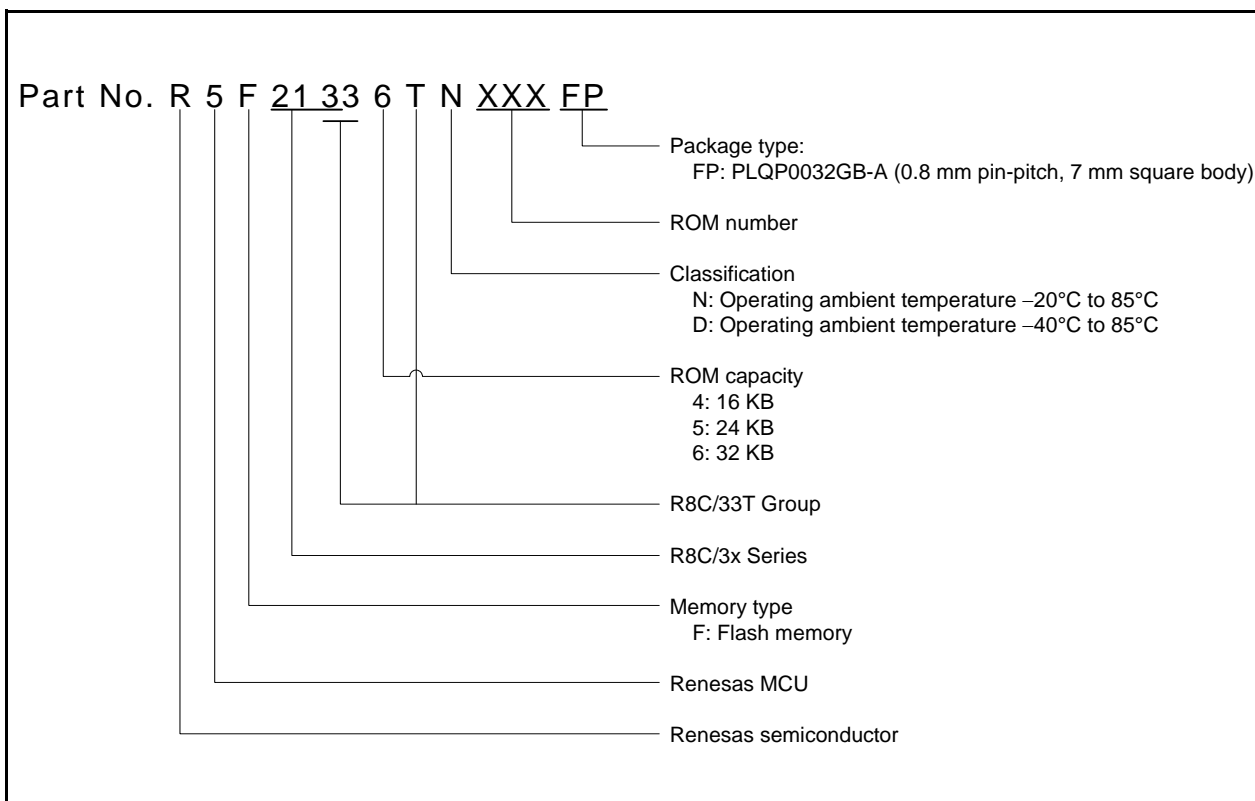 Part No. R 5 F 21 33 6 T N XXX FP
Package type:
FP: PLQP0032GB-A (0.8 mm pin-pitch, 7 mm square body)
ROM number
Classification
N: Operating ambient temperature –20°C to 85°C
D: Operating ambient temperature –40°C to 85°C
ROM capacity
4: 16 KB
5: 24 KB
6: 32 KB
R8C/33T Group
R8C/3x Series
Memory type
F: Flash memory
Renesas MCU
Renesas semiconductor